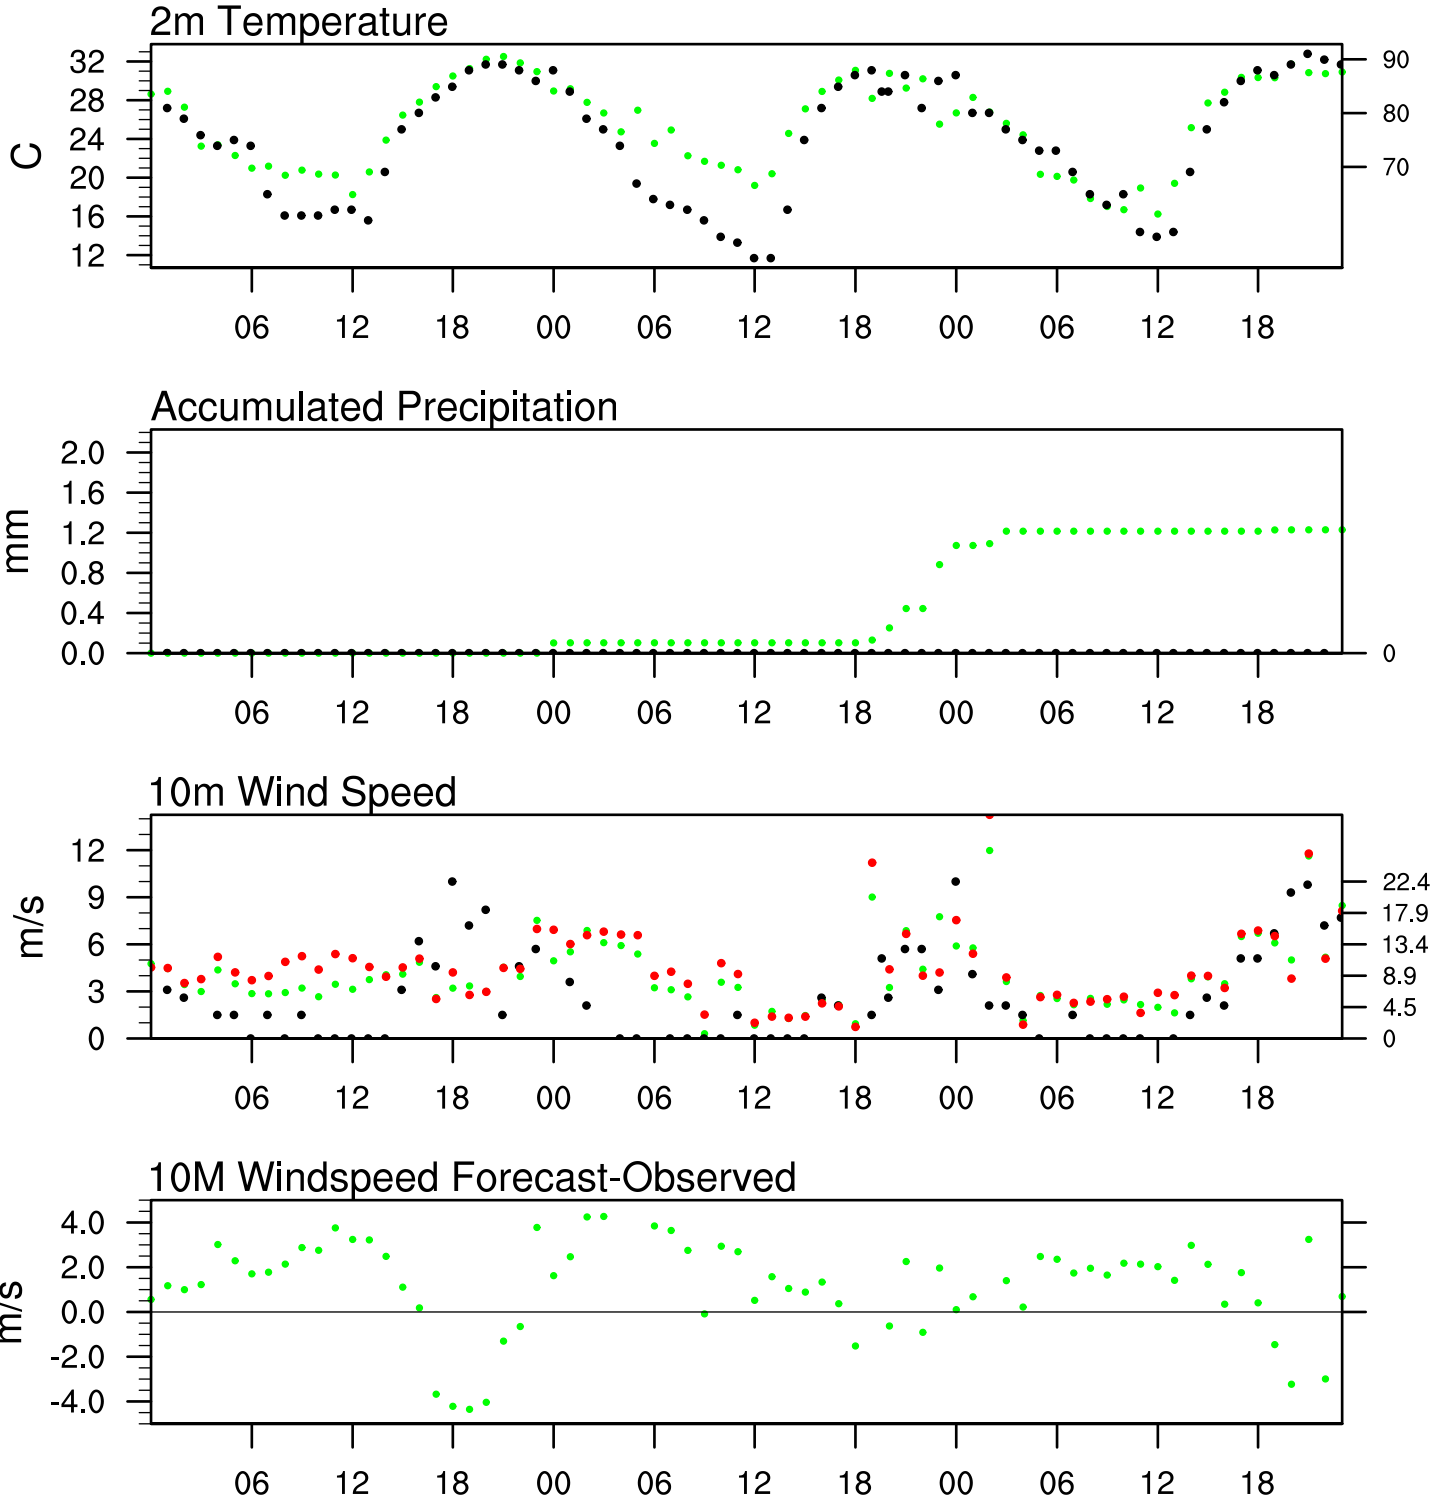 2m Temperature
32
28
24
20
16
12
C
90
80
70
06 12 18 00 06 12 18 00 06 12 18
Accumulated Precipitation
2.0
1.6
1.2
0.8
0.4
0.0
mm
0
06 12 18 00 06 12 18 00 06 12 18
10m Wind Speed
12
9
6
3
0
m/s
22.4
17.9
13.4
8.9
4.5
0
06 12 18 00 06 12 18 00 06 12 18
10M Windspeed Forecast-Observed
4.0
2.0
0.0
-2.0
-4.0
m/s
06 12 18 00 06 12 18 00 06 12 18